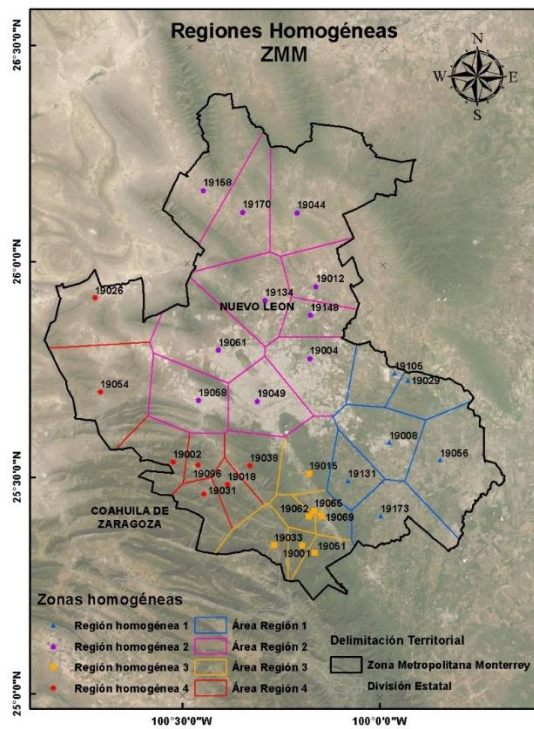 Regiones Homogéneas
ZMM
N
W E
S
26°30'0"N
26°0'0"N
25°30'0"N
25°0'0"N
19158
19170
19044
19012
19134
NUEVO LEON
19148
19026
19061
19004
19054
19058
19049
19105
19029
19008
19056
19002
19096
19038
19018
19031
19015
19131
19062
19065
19069
19173
COAHUILA DE
ZARAGOZA
19033
19001
19051
Zonas homogéneas
Región homogénea 1 Área Región 1
Región homogénea 2 Área Región 2
Región homogénea 3 Área Región 3
Región homogénea 4 Área Región 4
Delimitación Territorial
Zona Metropolitana Monterrey
División Estatal
100°30'0"W 100°0'0"W